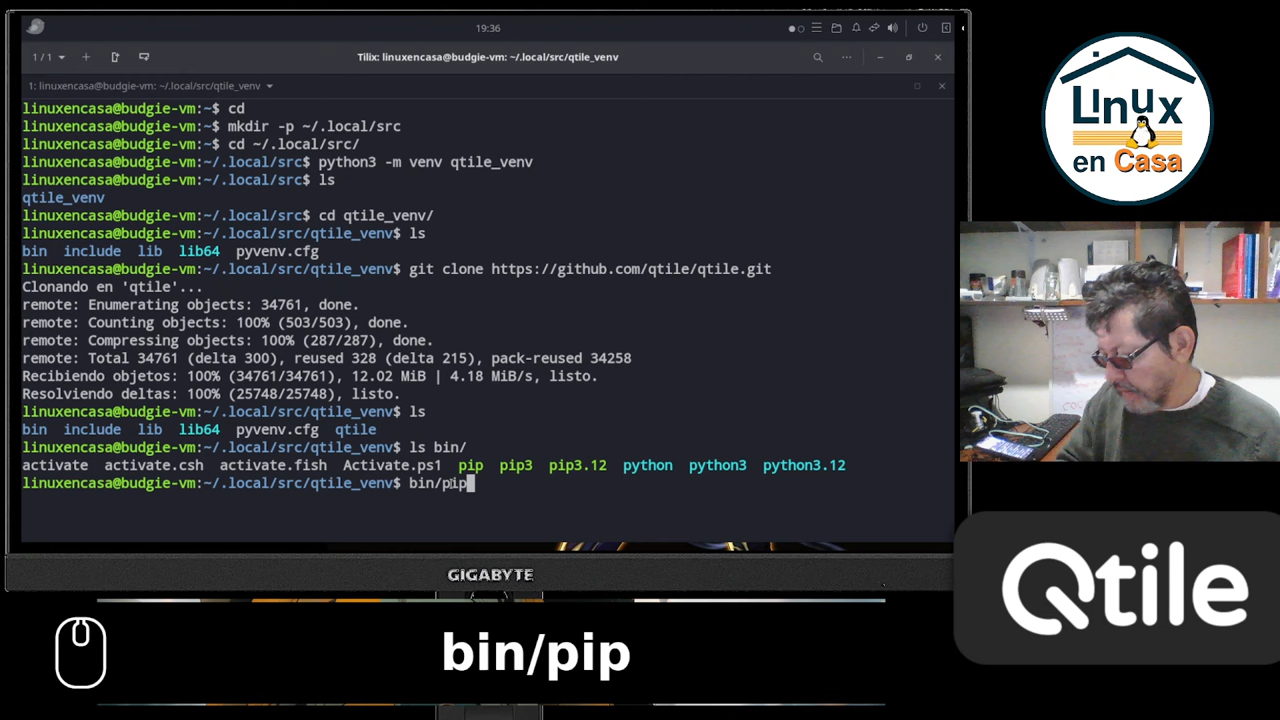 19:36
1 / 1
Tilix: linuxencasa@budgie-vm: ~/.local/src/qtile_venv
1: linuxencasa@budgie-vm: ~/.local/src/qtile_venv
linuxencasa@budgie-vm:~$ cd
linuxencasa@budgie-vm:~$ mkdir -p ~/.local/src
linuxencasa@budgie-vm:~$ cd ~/.local/src/
linuxencasa@budgie-vm:~/.local/src$ python3 -m venv qtile_venv
linuxencasa@budgie-vm:~/.local/src$ ls
qtile_venv
linuxencasa@budgie-vm:~/.local/src$ cd qtile_venv/
linuxencasa@budgie-vm:~/.local/src/qtile_venv$ ls
bin include lib lib64 pyvenv.cfg
linuxencasa@budgie-vm:~/.local/src/qtile_venv$ git clone https://github.com/qtile/qtile.git
Clonando en 'qtile'...
remote: Enumerating objects: 34761, done.
remote: Counting objects: 100% (503/503), done.
remote: Compressing objects: 100% (287/287), done.
remote: Total 34761 (delta 300), reused 328 (delta 215), pack-reused 34258
Recibiendo objetos: 100% (34761/34761), 12.02 MiB | 4.18 MiB/s, listo.
Resolviendo deltas: 100% (25748/25748), listo.
linuxencasa@budgie-vm:~/.local/src/qtile_venv$ ls
bin include lib lib64 pyvenv.cfg qtile
linuxencasa@budgie-vm:~/.local/src/qtile_venv$ ls bin/
activate activate.csh activate.fish Activate.ps1 pip pip3 pip3.12 python python3 python3.12
linuxencasa@budgie-vm:~/.local/src/qtile_venv$ bin/pip
GIGABYTE
bin/pip
Linux
en Casa
Qtile